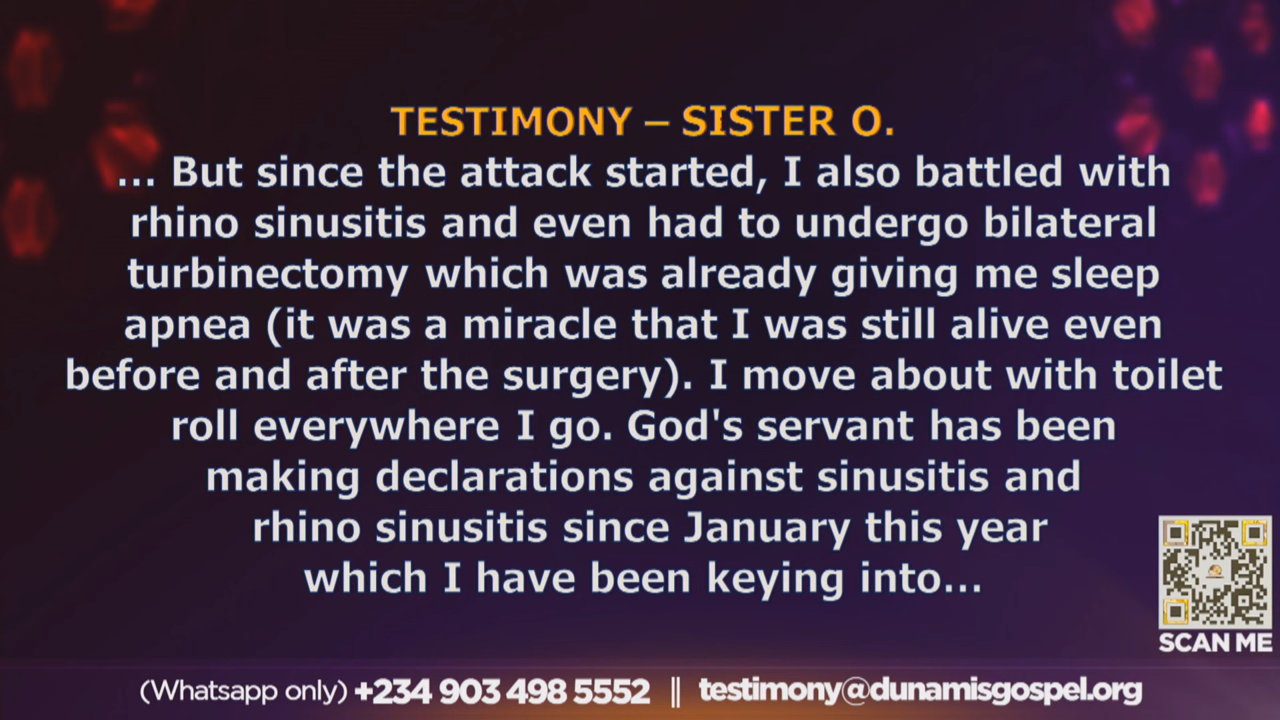 TESTIMONY – SISTER O.
... But since the attack started, I also battled with
rhino sinusitis and even had to undergo bilateral
turbinectomy which was already giving me sleep
apnea (it was a miracle that I was still alive even
before and after the surgery). I move about with toilet
roll everywhere I go. God's servant has been
making declarations against sinusitis and
rhino sinusitis since January this year
which I have been keying into...
SCAN ME
(Whatsapp only) +234 903 498 5552 || testimony@dunamisgospel.org